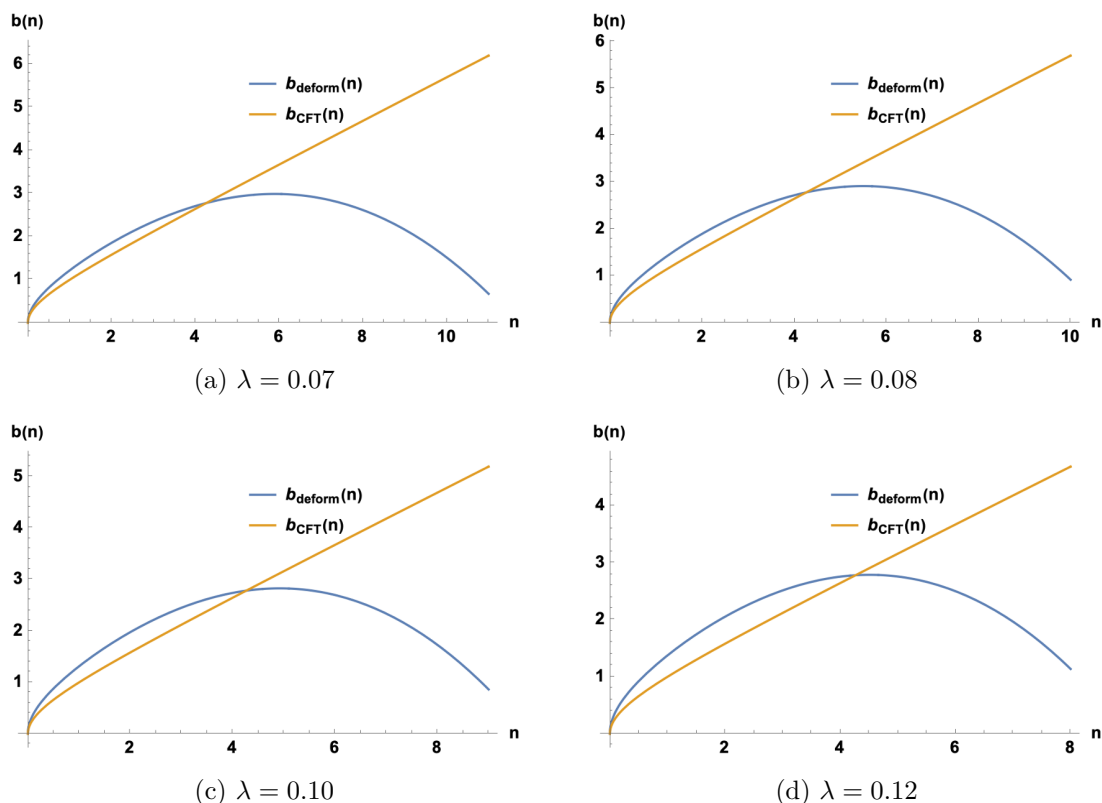 b(n)
6
5
4
3
2
1
b_deform(n)
b_CFT(n)
2 4 6 8 10 n
(a) λ = 0.07
b(n)
6
5
4
3
2
1
b_deform(n)
b_CFT(n)
2 4 6 8 10 n
(b) λ = 0.08
b(n)
5
4
3
2
1
b_deform(n)
b_CFT(n)
2 4 6 8 n
(c) λ = 0.10
b(n)
4
3
2
1
b_deform(n)
b_CFT(n)
2 4 6 8 n
(d) λ = 0.12